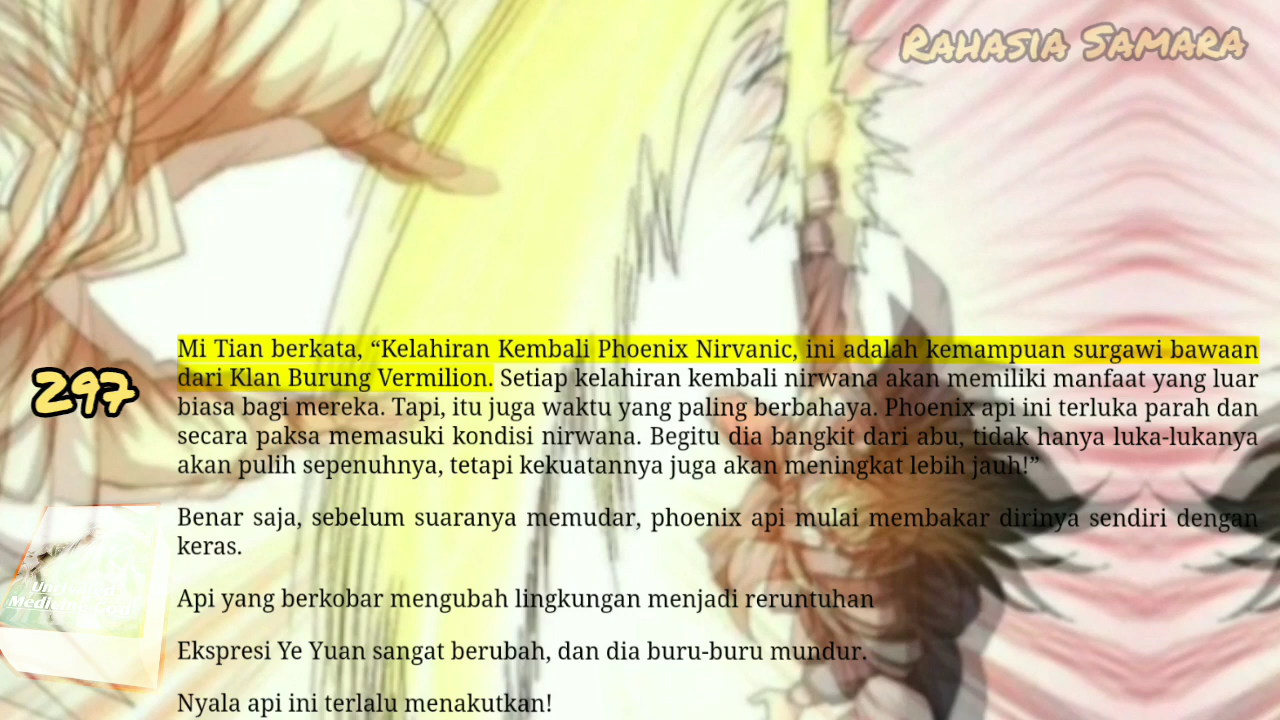 Rahasia Samara
Mi Tian berkata, “Kelahiran Kembali Phoenix Nirvanic, ini adalah kemampuan surgawi bawaan
dari Klan Burung Vermilion. Setiap kelahiran kembali nirwana akan memiliki manfaat yang luar
297
biasa bagi mereka. Tapi, itu juga waktu yang paling berbahaya. Phoenix api ini terluka parah dan
secara paksa memasuki kondisi nirwana. Begitu dia bangkit dari abu, tidak hanya luka-lukanya
akan pulih sepenuhnya, tetapi kekuatannya juga akan meningkat lebih jauh!”
Benar saja, sebelum suaranya memudar, phoenix api mulai membakar dirinya sendiri dengan
keras.
Api yang berkobar mengubah lingkungan menjadi reruntuhan
Ekspresi Ye Yuan sangat berubah, dan dia buru-buru mundur.
Nyala api ini terlalu menakutkan!